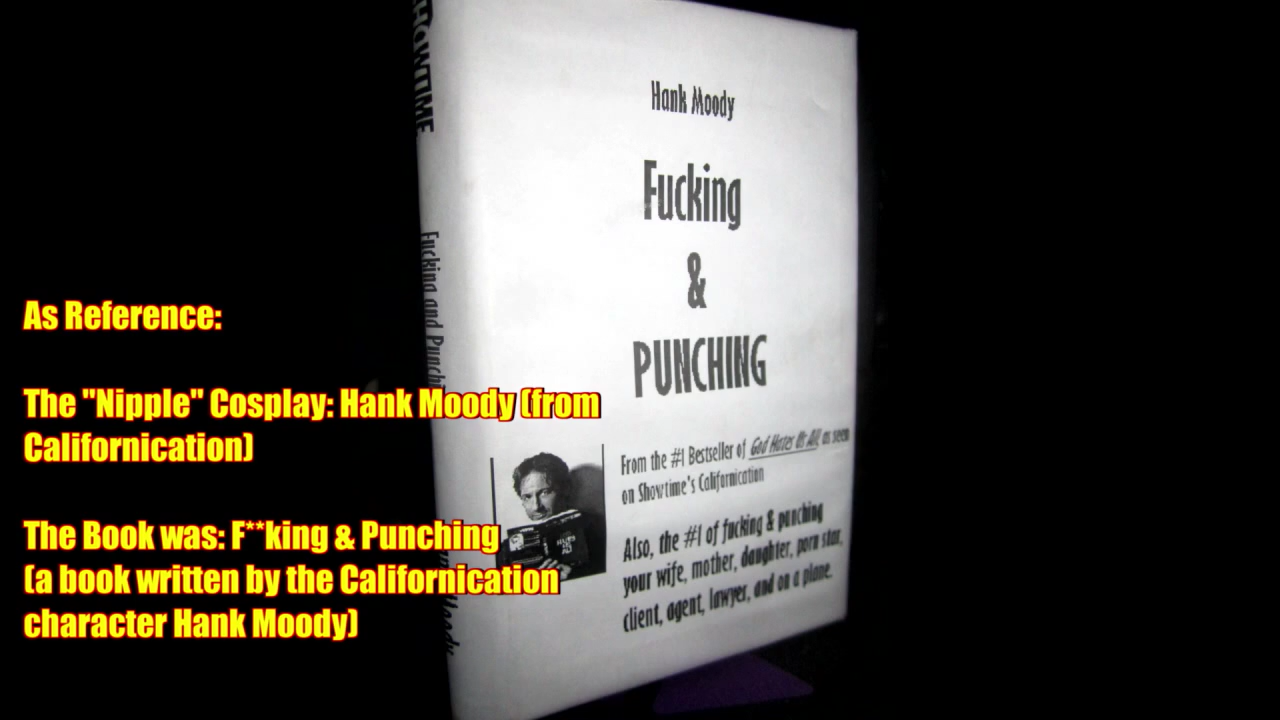 SHOWTIME
Fucking and Punching
Moody
Hank Moody
Fucking
&
PUNCHING
From the #1 Bestseller of God Hates Us All, as seen
on Showtime's Californication
Also, the #1 of fucking & punching
your wife, mother, daughter, porn star,
client, agent, lawyer, and on a plane.
As Reference:
The "Nipple" Cosplay: Hank Moody (from
Californication)
The Book was: F**king & Punching
(a book written by the Californication
character Hank Moody)